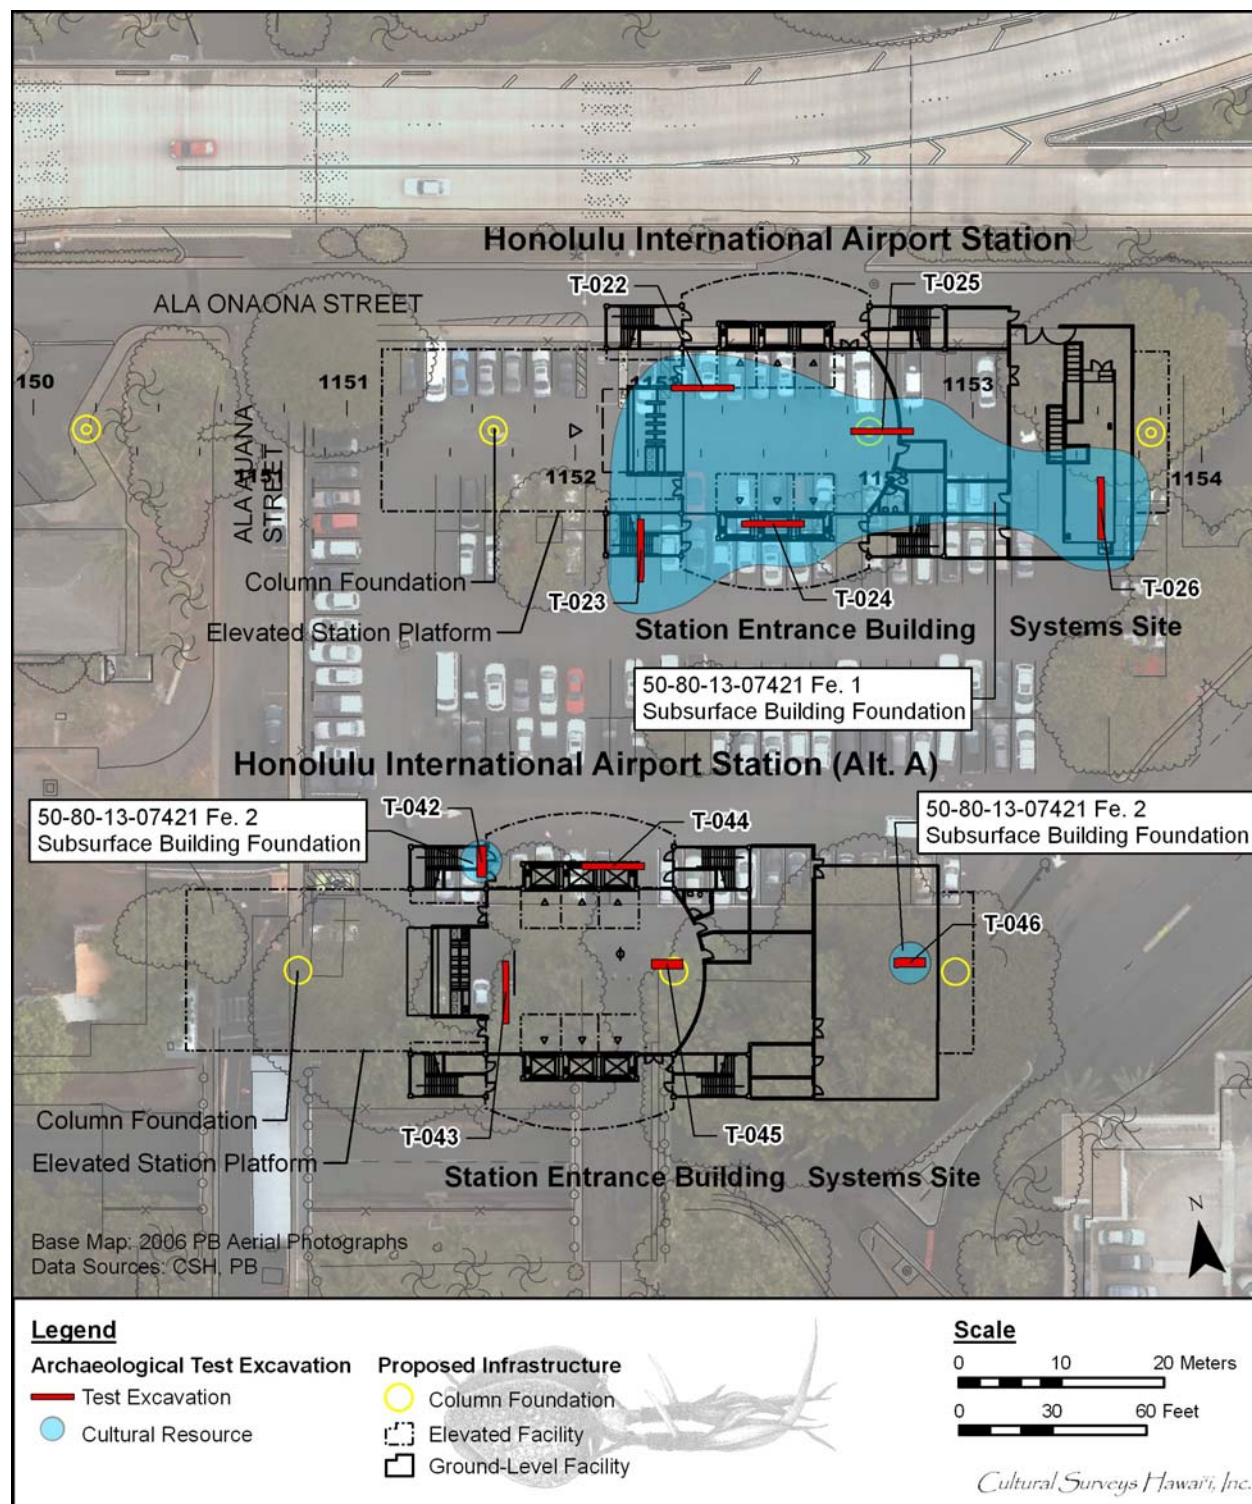 Honolulu International Airport Station
T-022
T-025
ALA ONAONA STREET
1150
1151
1153
1151
1152
1154
ALA AUANA
STREET
Column Foundation
T-023
T-024
T-026
Elevated Station Platform
Station Entrance Building
Systems Site
50-80-13-07421 Fe. 1
Subsurface Building Foundation
Honolulu International Airport Station (Alt. A)
50-80-13-07421 Fe. 2
Subsurface Building Foundation
T-042
T-044
50-80-13-07421 Fe. 2
Subsurface Building Foundation
T-046
Column Foundation
T-043
T-045
Elevated Station Platform
Station Entrance Building
Systems Site
N
Base Map: 2006 PB Aerial Photographs
Data Sources: CSH, PB
Legend
Archaeological Test Excavation
Test Excavation
Cultural Resource
Proposed Infrastructure
Column Foundation
Elevated Facility
Ground-Level Facility
Scale
0 10 20 Meters
0 30 60 Feet
Cultural Surveys Hawai'i, Inc.